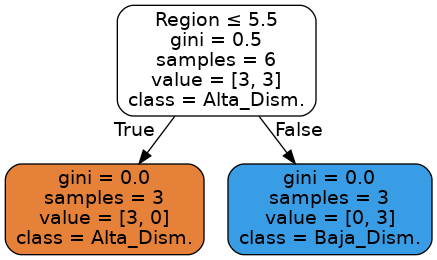 Region ≤ 5.5
gini = 0.5
samples = 6
value = [3, 3]
class = Alta_Dism.
True
False
gini = 0.0
samples = 3
value = [3, 0]
class = Alta_Dism.
gini = 0.0
samples = 3
value = [0, 3]
class = Baja_Dism.